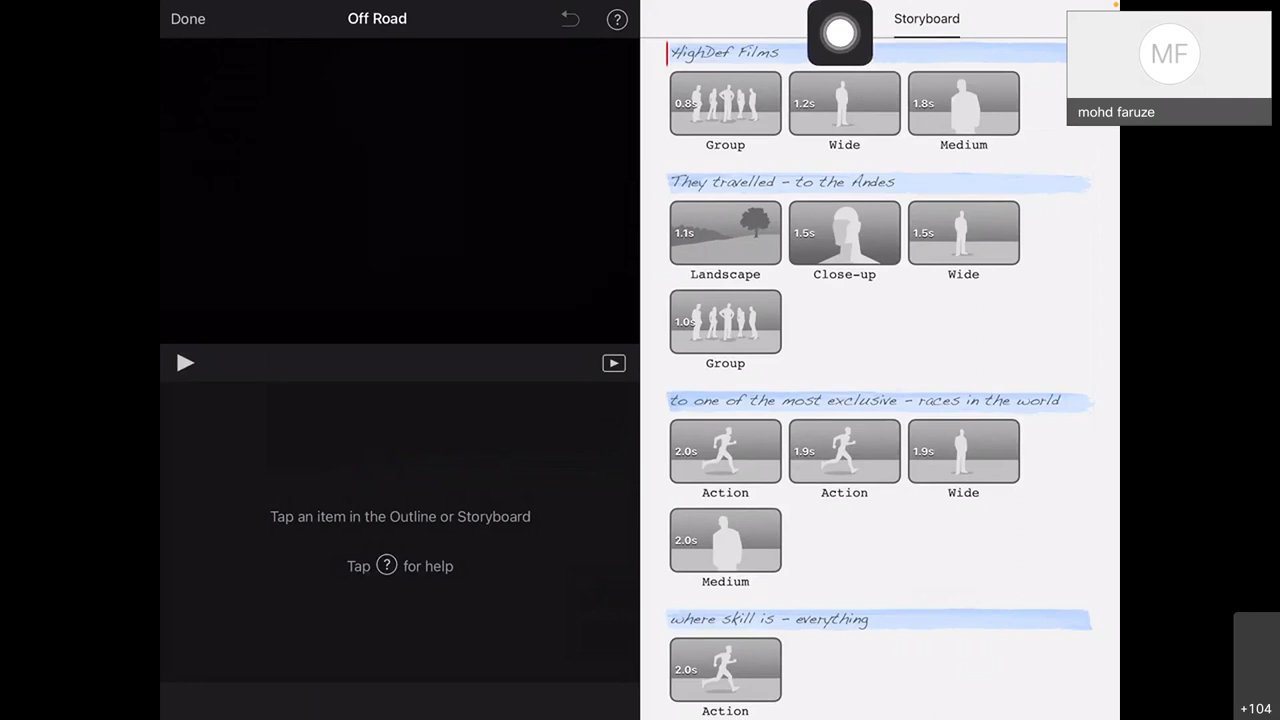 Done
Off Road
?
Storyboard
MF
mohd faruze
HighDef Films
0.8s
1.2s
1.8s
Group
Wide
Medium
They travelled - to the Andes
1.1s
1.5s
1.5s
Landscape
Close-up
Wide
1.0s
Group
to one of the most exclusive - races in the world
2.0s
1.9s
1.9s
Action
Action
Wide
2.0s
Medium
where skill is - everything
2.0s
Action
Tap an item in the Outline or Storyboard
Tap ? for help
+104